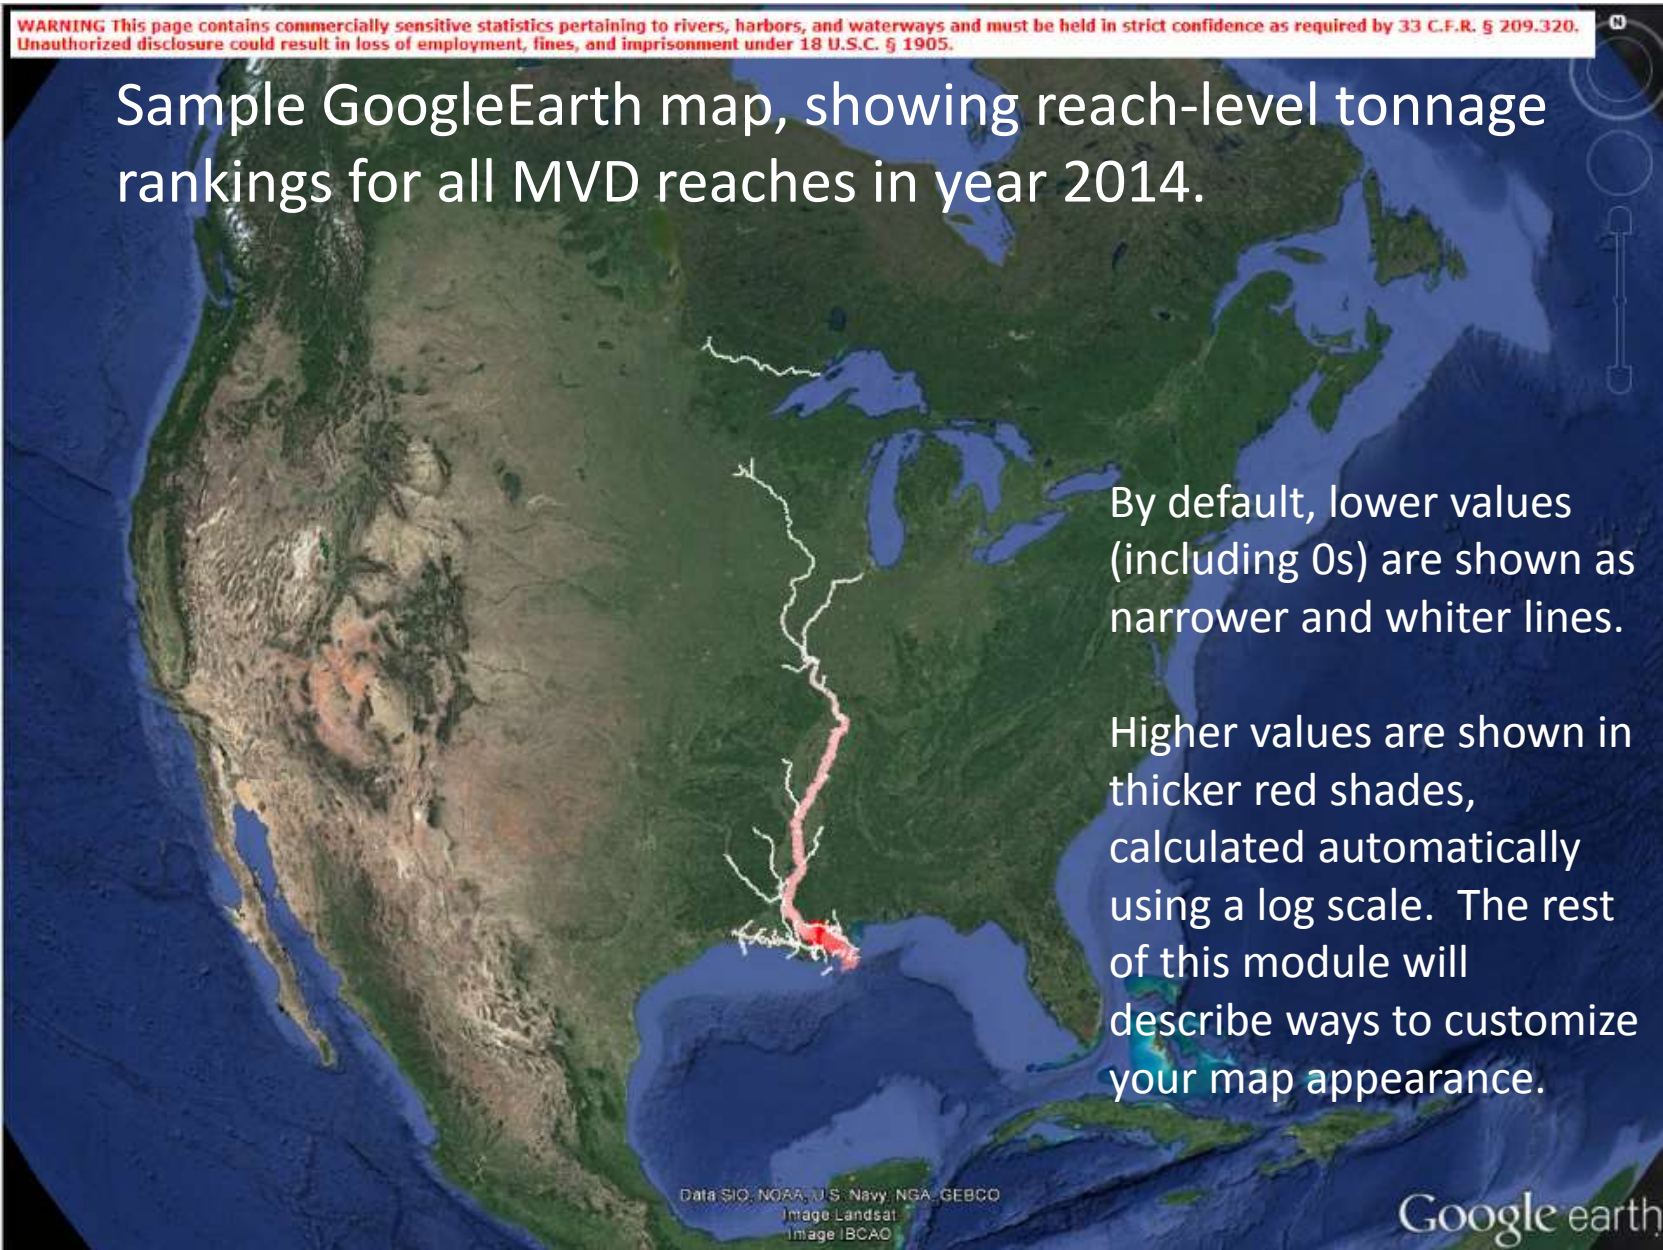 WARNING This page contains commercially sensitive statistics pertaining to rivers, harbors, and waterways and must be held in strict confidence as required by 33 C.F.R. § 209.320.
Unauthorized disclosure could result in loss of employment, fines, and imprisonment under 18 U.S.C. § 1905.
N
Sample GoogleEarth map, showing reach-level tonnage
rankings for all MVD reaches in year 2014.
By default, lower values
(including 0s) are shown as
narrower and whiter lines.
Higher values are shown in
thicker red shades,
calculated automatically
using a log scale.  The rest
of this module will
describe ways to customize
your map appearance.
Data SIO, NOAA, U.S. Navy, NGA, GEBCO
Image Landsat
Image IBCAO
Google earth